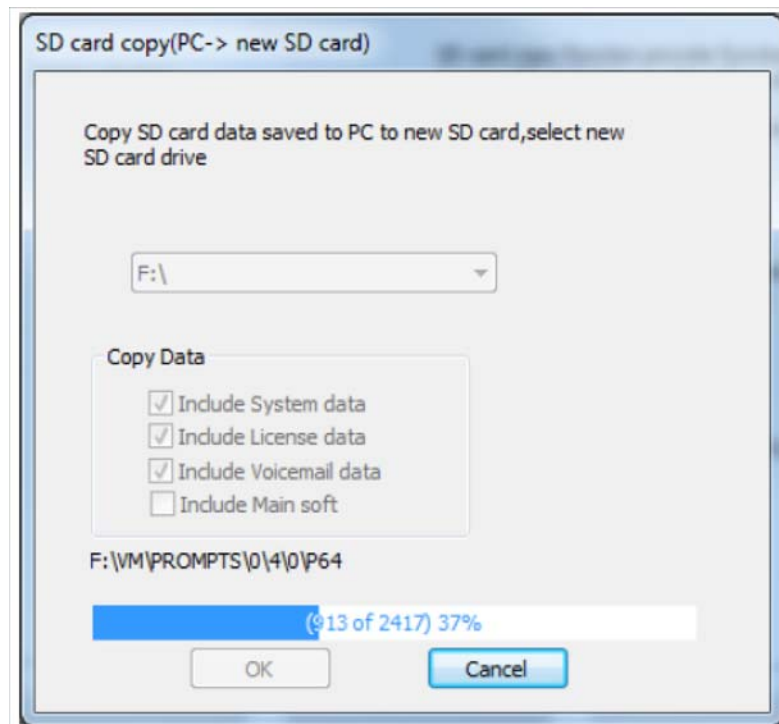 SD card copy(PC-> new SD card)
Copy SD card data saved to PC to new SD card,select new
SD card drive
F:\
Copy Data
Include System data
Include License data
Include Voicemail data
Include Main soft
F:\VM\PROMPTS\0\4\0\P64
(913 of 2417) 37%
OK
Cancel